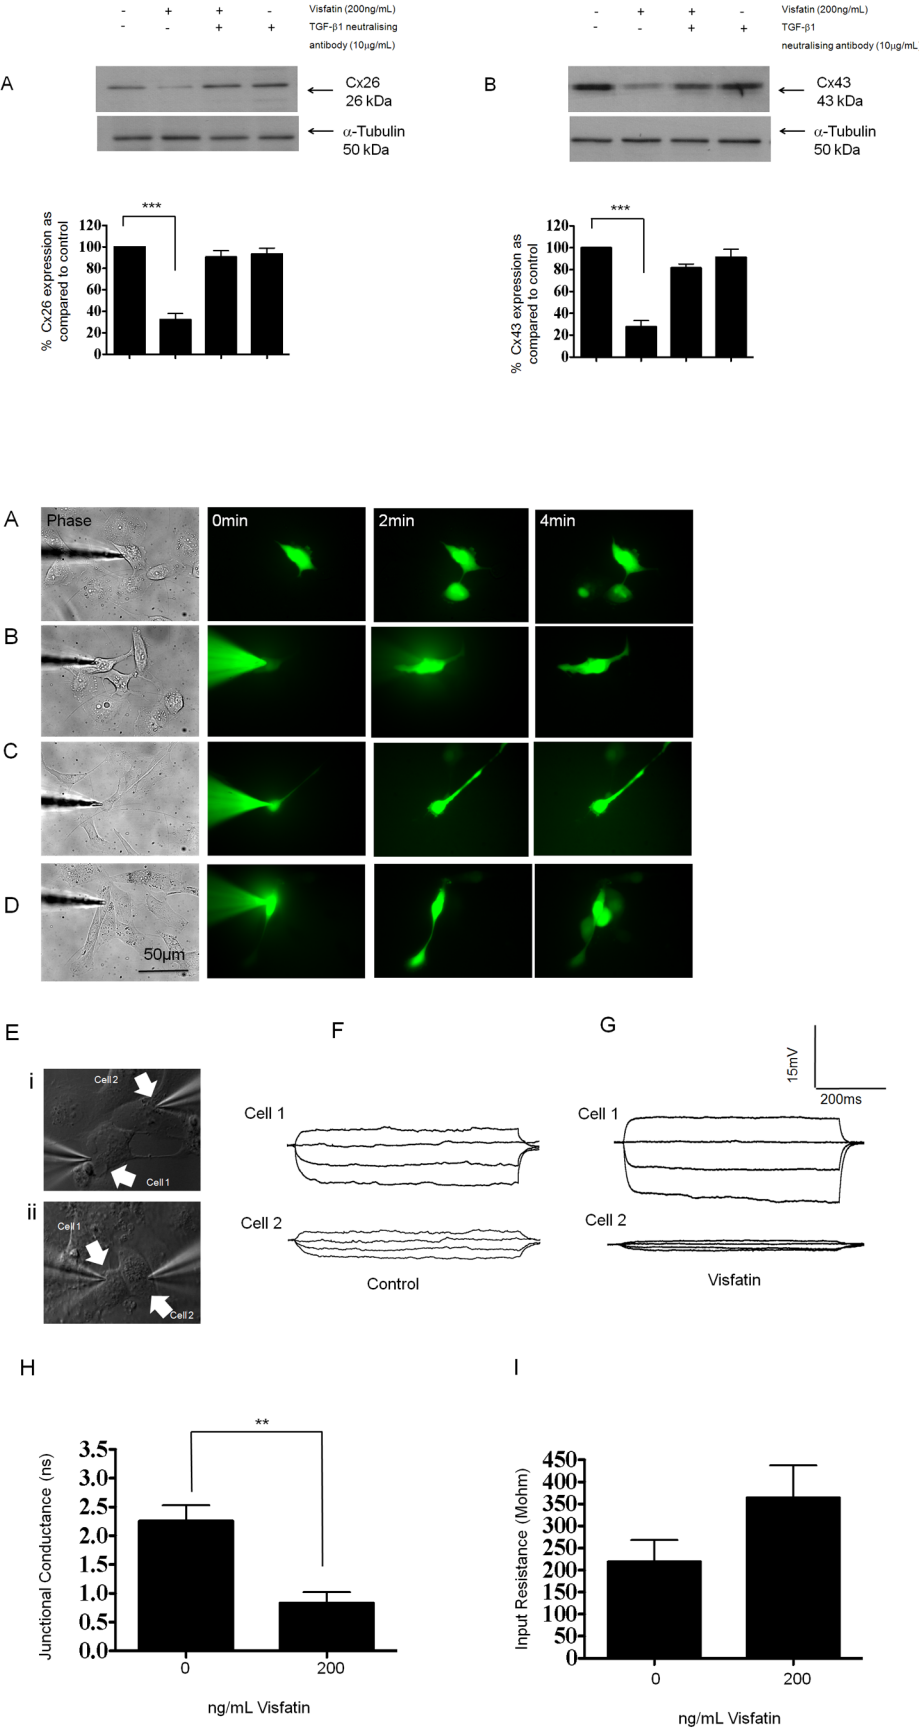 - + + - Visfatin (200ng/mL)
- - + + TGF-β1 neutralising
antibody (10µg/mL)
- + + - Visfatin (200ng/mL)
- - + + TGF-β1
neutralising antibody (10µg/mL
A
Cx26
26 kDa
α-Tubulin
50 kDa
B
Cx43
43 kDa
α-Tubulin
50 kDa
***
% Cx26 expression as
compared to control
120
100
80
60
40
20
0
***
% Cx43 expression as
compared to control
120
100
80
60
40
20
0
A
Phase
0min
2min
4min
B
C
D
50µm
E
F
G
15mV
200ms
i
Cell 2
Cell 1
ii
Cell 1
Cell 2
Cell 1
Cell 2
Control
Cell 1
Cell 2
Visfatin
H
**
Junctional Conductance (ns)
3.5
3.0
2.5
2.0
1.5
1.0
0.5
0.0
0 200
ng/mL Visfatin
I
Input Resistance (Mohm)
450
400
350
300
250
200
150
100
50
0
0 200
ng/mL Visfatin